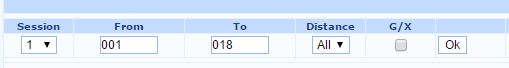 Session From To Distance G/X
1 001 018 All Ok